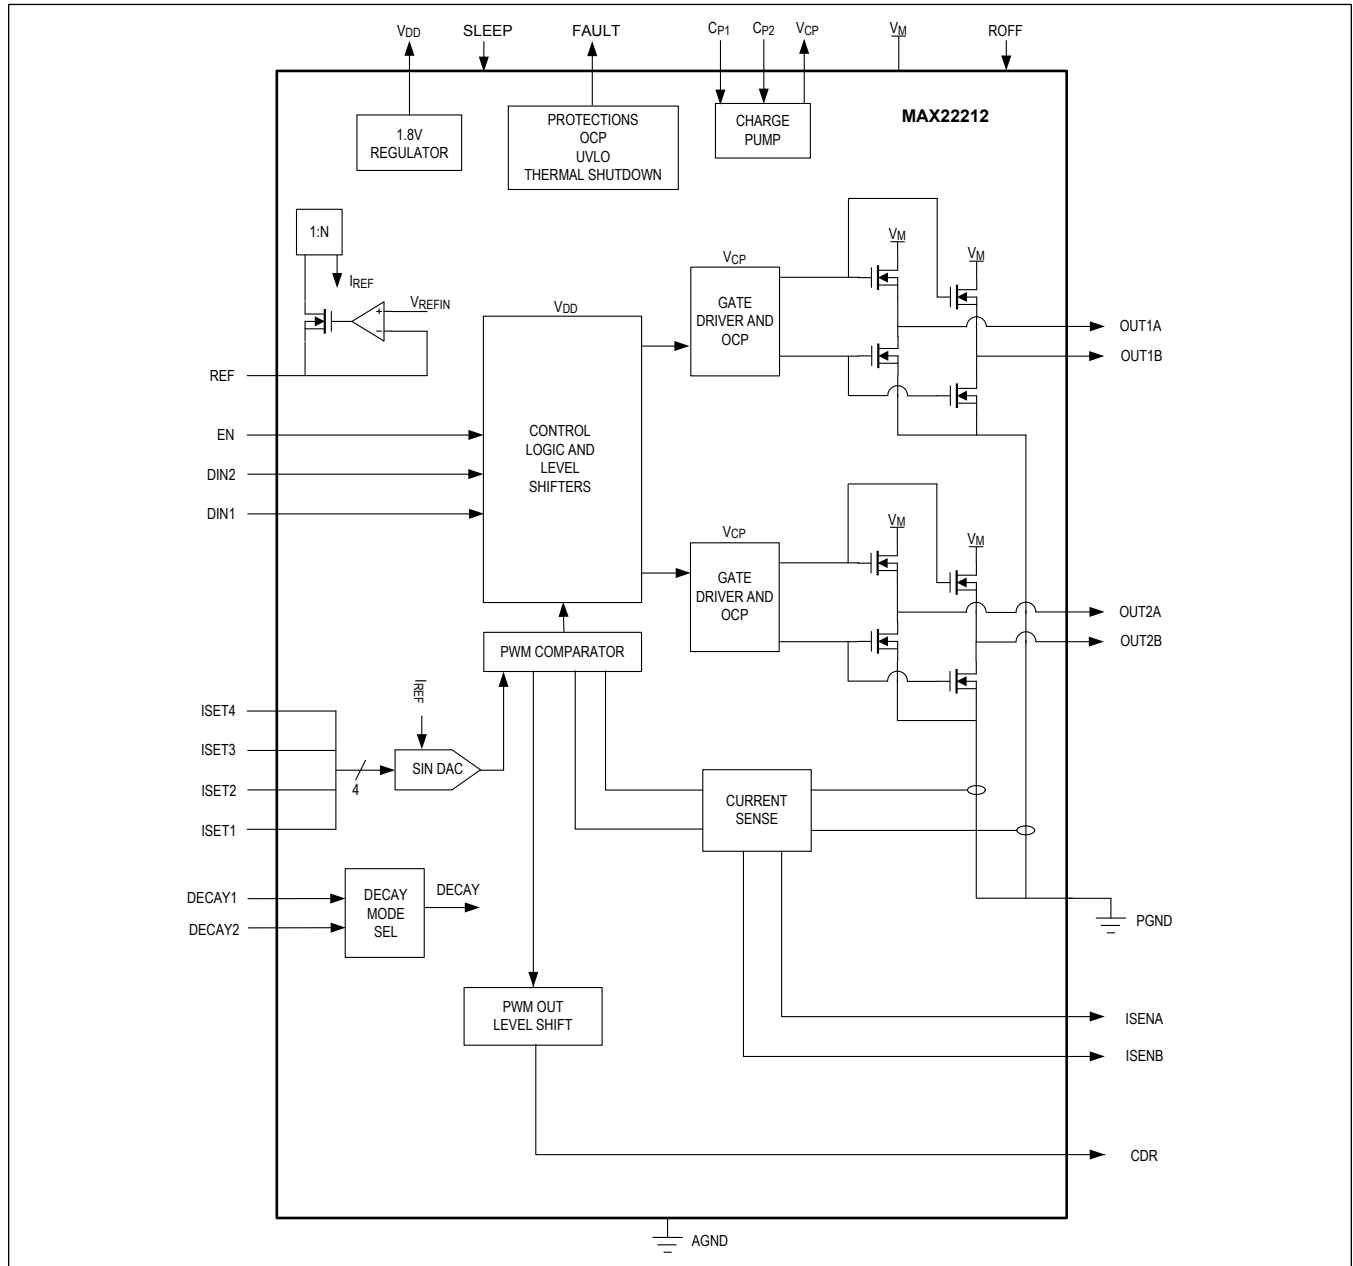 VDD
SLEEP
FAULT
CP1
CP2
VCP
VM
ROFF
MAX22212
1.8V
REGULATOR
PROTECTIONS
OCP
UVLO
THERMAL SHUTDOWN
CHARGE
PUMP
1:N
IREF
VREFIN
+
–
REF
EN
DIN2
DIN1
VDD
CONTROL
LOGIC AND
LEVEL
SHIFTERS
VCP
GATE
DRIVER AND
OCP
VM
VM
OUT1A
OUT1B
VCP
GATE
DRIVER AND
OCP
VM
VM
OUT2A
OUT2B
PWM COMPARATOR
IREF
ISET4
ISET3
ISET2
ISET1
4
SIN DAC
CURRENT
SENSE
DECAY1
DECAY2
DECAY
MODE
SEL
DECAY
PGND
PWM OUT
LEVEL SHIFT
ISENA
ISENB
CDR
AGND